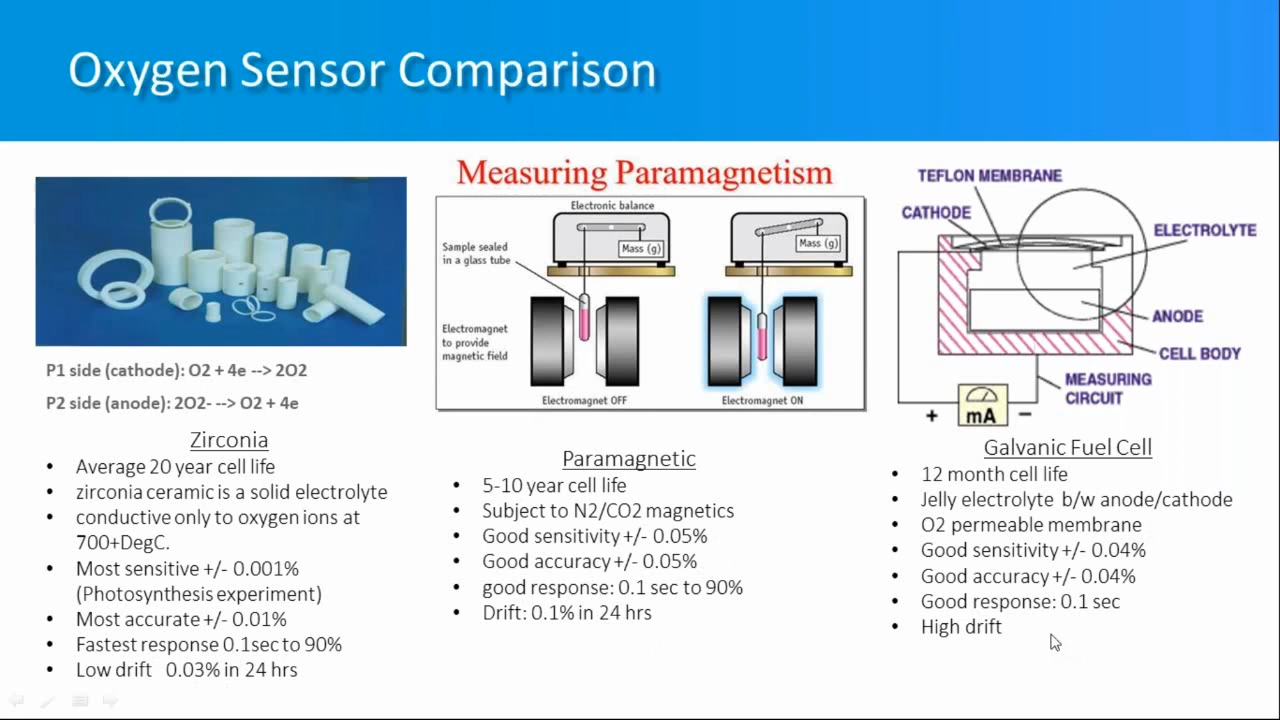 Oxygen Sensor Comparison
P1 side (cathode): O2 + 4e --> 2O2
P2 side (anode): 2O2- --> O2 + 4e
Zirconia
• Average 20 year cell life
• zirconia ceramic is a solid electrolyte
• conductive only to oxygen ions at
700+DegC.
• Most sensitive +/- 0.001%
(Photosynthesis experiment)
• Most accurate +/- 0.01%
• Fastest response 0.1sec to 90%
• Low drift 0.03% in 24 hrs
Measuring Paramagnetism
Electronic balance
Mass (g)
Mass (g)
Sample sealed
in a glass tube
Electromagnet
to provide
magnetic field
Electromagnet OFF
Electromagnet ON
Paramagnetic
• 5-10 year cell life
• Subject to N2/CO2 magnetics
• Good sensitivity +/- 0.05%
• Good accuracy +/- 0.05%
• good response: 0.1 sec to 90%
• Drift: 0.1% in 24 hrs
TEFLON MEMBRANE
CATHODE
ELECTROLYTE
ANODE
CELL BODY
MEASURING
CIRCUIT
+ mA −
Galvanic Fuel Cell
• 12 month cell life
• Jelly electrolyte b/w anode/cathode
• O2 permeable membrane
• Good sensitivity +/- 0.04%
• Good accuracy +/- 0.04%
• Good response: 0.1 sec
• High drift